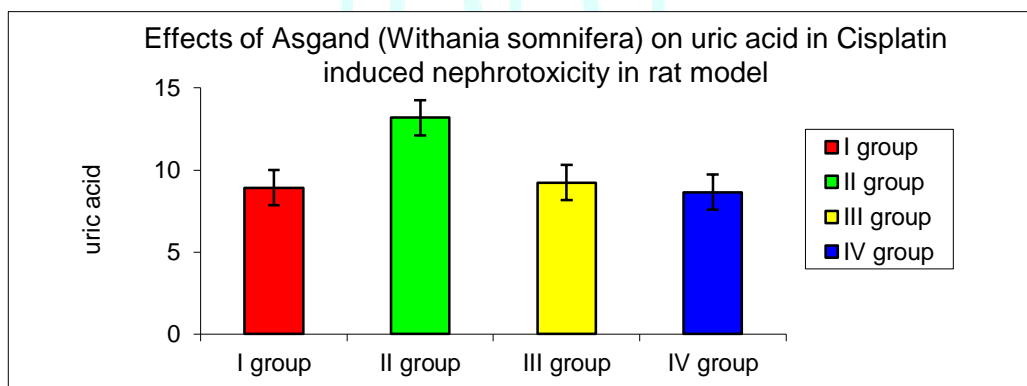 Effects of Asgand (Withania somnifera) on uric acid in Cisplatin
induced nephrotoxicity in rat model
15
10
5
0
uric acid
I group
II group
III group
IV group
I group
II group
III group
IV group